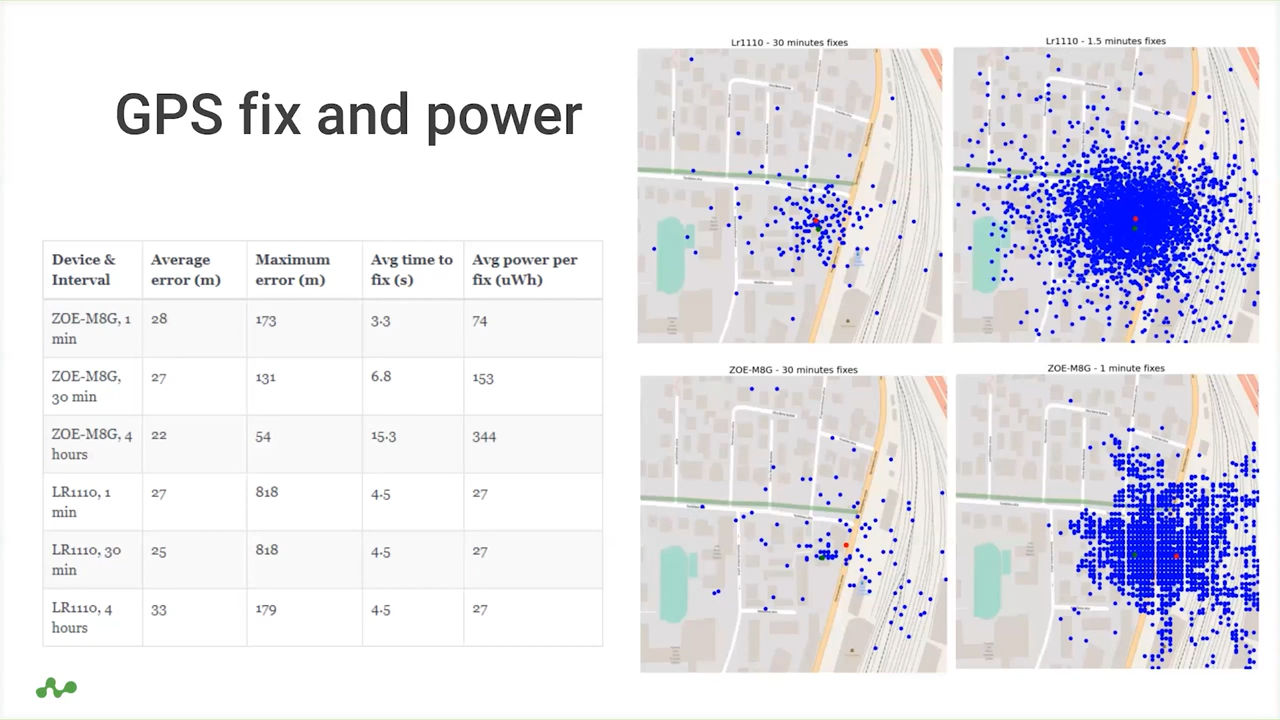 GPS fix and power
Device & Interval
Average error (m)
Maximum error (m)
Avg time to fix (s)
Avg power per fix (uWh)
ZOE-M8G, 1 min
28
173
3.3
74
ZOE-M8G, 30 min
27
131
6.8
153
ZOE-M8G, 4 hours
22
54
15.3
344
LR1110, 1 min
27
818
4.5
27
LR1110, 30 min
25
818
4.5
27
LR1110, 4 hours
33
179
4.5
27
Lr1110 - 30 minutes fixes
Lr1110 - 1.5 minutes fixes
ZOE-M8G - 30 minutes fixes
ZOE-M8G - 1 minute fixes